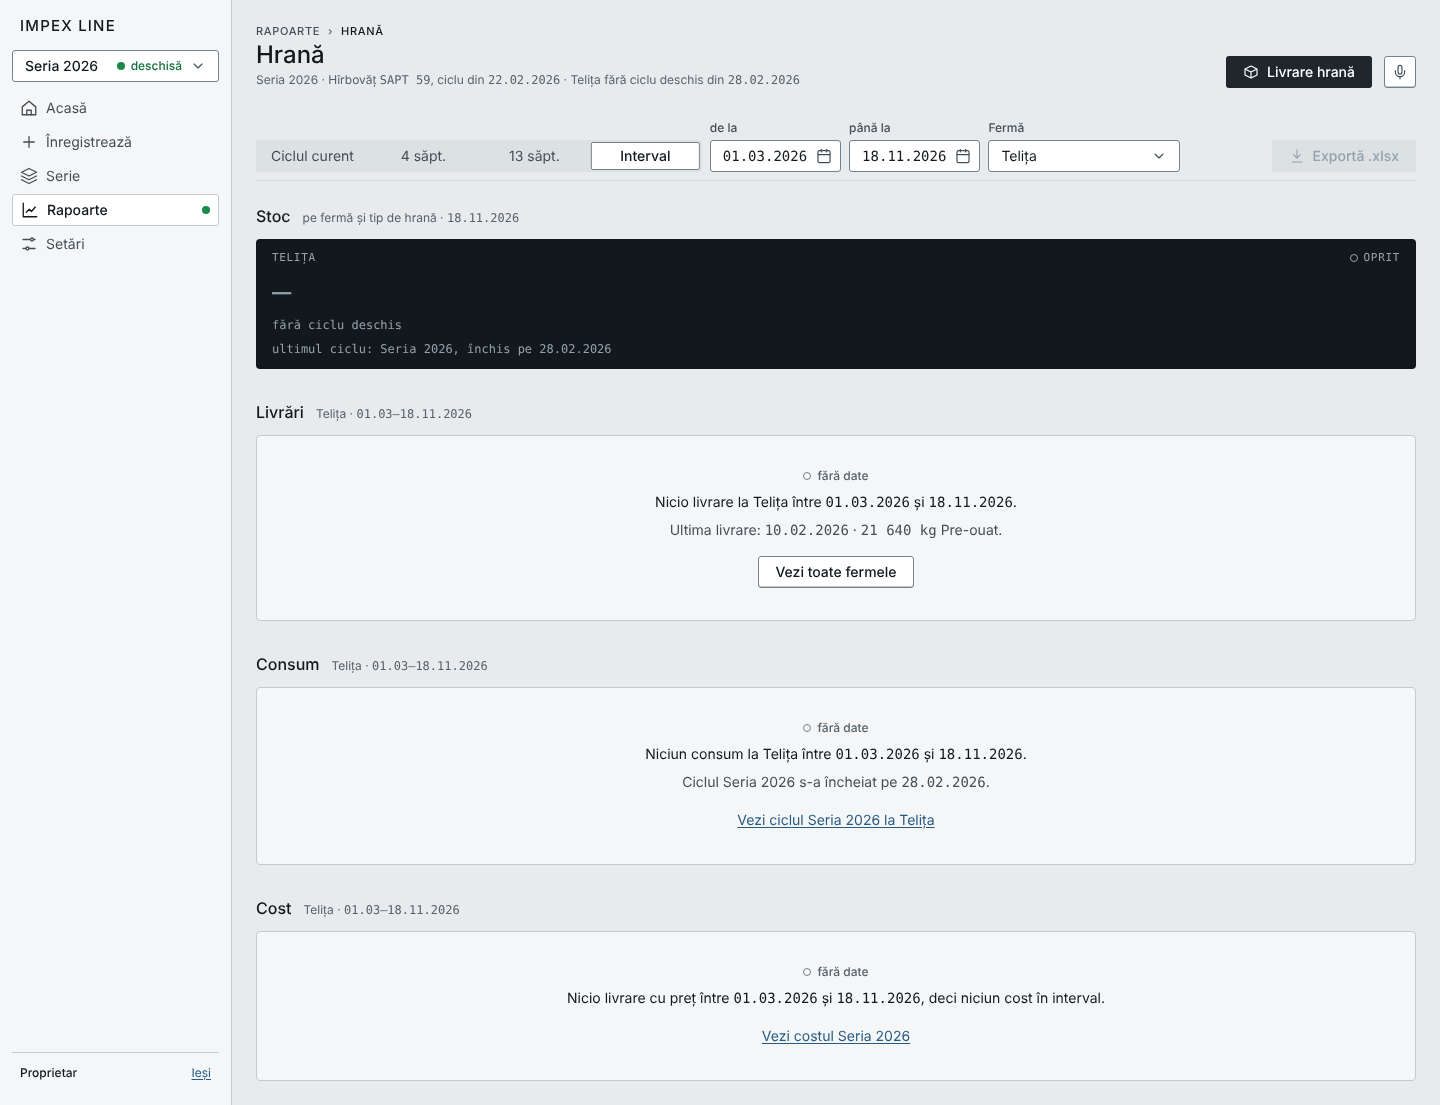 IMPEX LINE
Seria 2026 deschisă
Acasă
Înregistrează
Serie
Rapoarte
Setări
Proprietar Ieși
RAPOARTE › HRANĂ
Hrană
Seria 2026 · Hîrbovăț SAPT 59, ciclu din 22.02.2026 · Telița fără ciclu deschis din 28.02.2026
Livrare hrană
de la până la Fermă
Ciclul curent 4 săpt. 13 săpt. Interval 01.03.2026 18.11.2026 Telița Exportă .xlsx
Stoc pe fermă și tip de hrană · 18.11.2026
TELIȚA OPRIT
—
fără ciclu deschis
ultimul ciclu: Seria 2026, închis pe 28.02.2026
Livrări Telița · 01.03–18.11.2026
fără date
Nicio livrare la Telița între 01.03.2026 și 18.11.2026.
Ultima livrare: 10.02.2026 · 21 640 kg Pre-ouat.
Vezi toate fermele
Consum Telița · 01.03–18.11.2026
fără date
Niciun consum la Telița între 01.03.2026 și 18.11.2026.
Ciclul Seria 2026 s-a încheiat pe 28.02.2026.
Vezi ciclul Seria 2026 la Telița
Cost Telița · 01.03–18.11.2026
fără date
Nicio livrare cu preț între 01.03.2026 și 18.11.2026, deci niciun cost în interval.
Vezi costul Seria 2026